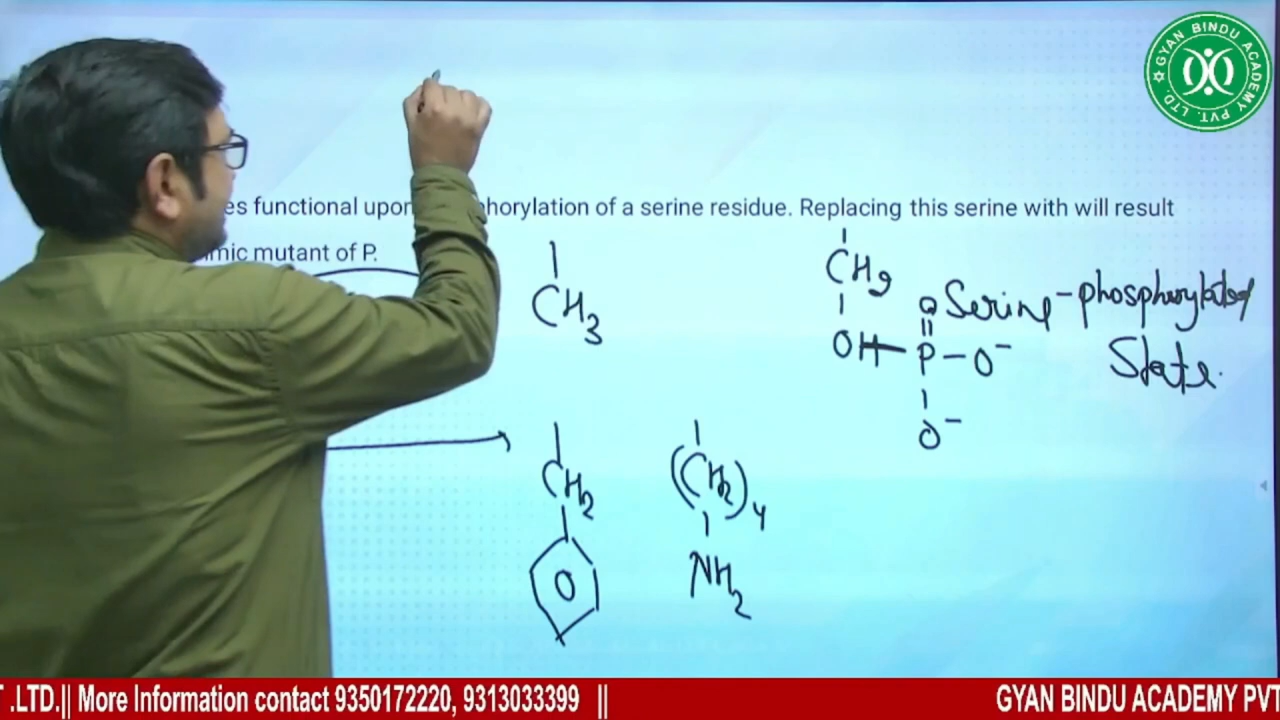 GYAN BINDU ACADEMY PVT. LTD.
es functional upon horylation of a serine residue. Replacing this serine with will result
mic mutant of P.
CH3
CH2
OH P-O⁻
O
O⁻
Serine-phosphorylated
State.
CH2
(CH2)4
NH2
T .LTD.|| More Information contact 9350172220, 9313033399 || GYAN BINDU ACADEMY PVT